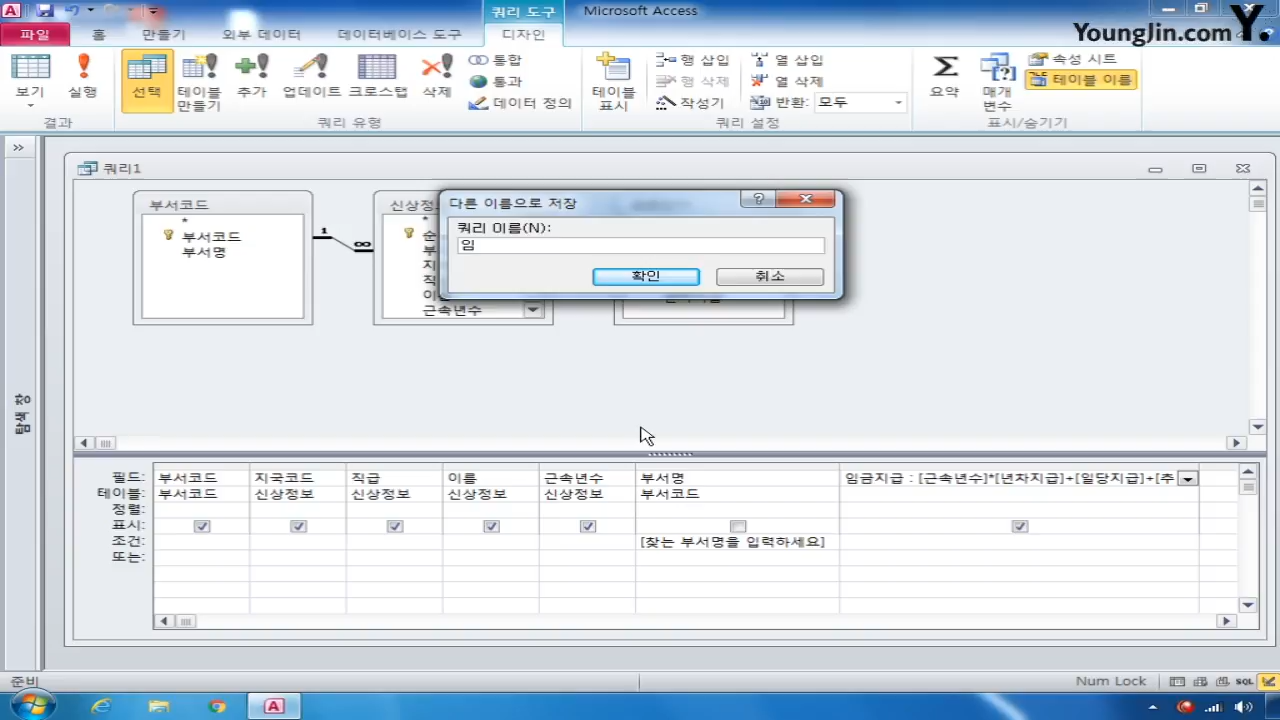 쿼리 도구
Microsoft Access
YoungJin.com Y.
파일 홈 만들기 외부 데이터 데이터베이스 도구 디자인
보기 실행 선택 테이블 만들기 추가 업데이트 크로스탭 삭제
통합
통과
데이터 정의
테이블 표시
행 삽입
행 삭제
작성기
열 삽입
열 삭제
반환: 모두
요약
매개 변수
속성 시트
테이블 이름
결과 쿼리 유형 쿼리 설정 표시/숨기기
쿼리1
다른 이름으로 저장
쿼리 이름(N):
임
확인 취소
부서코드
*
부서코드
부서명
1 ∞
*
근속년수
탐색 창
필드: 부서코드 지국코드 직급 이름 근속년수 부서명 임금지급 : [근속년수]*[년차지급]+[일당지급]+[추
테이블: 부서코드 신상정보 신상정보 신상정보 신상정보 부서코드
정렬:
표시:
조건: [찾는 부서명을 입력하세요]
또는:
준비
Num Lock
SQL